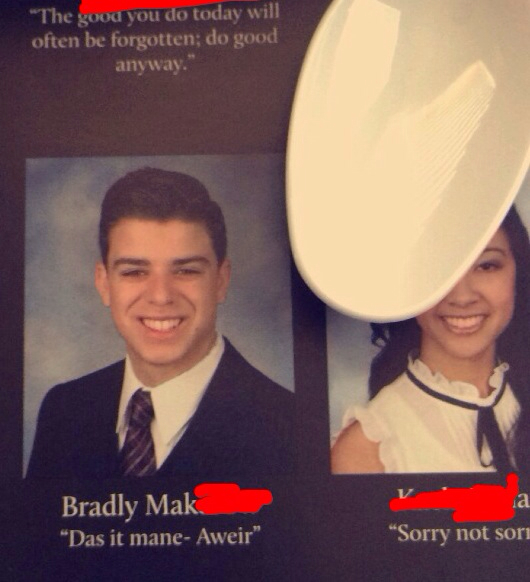 “The good you do today will
often be forgotten; do good
anyway.”
Bradly Mak
“Das it mane- Aweir”
“Sorry not sorr